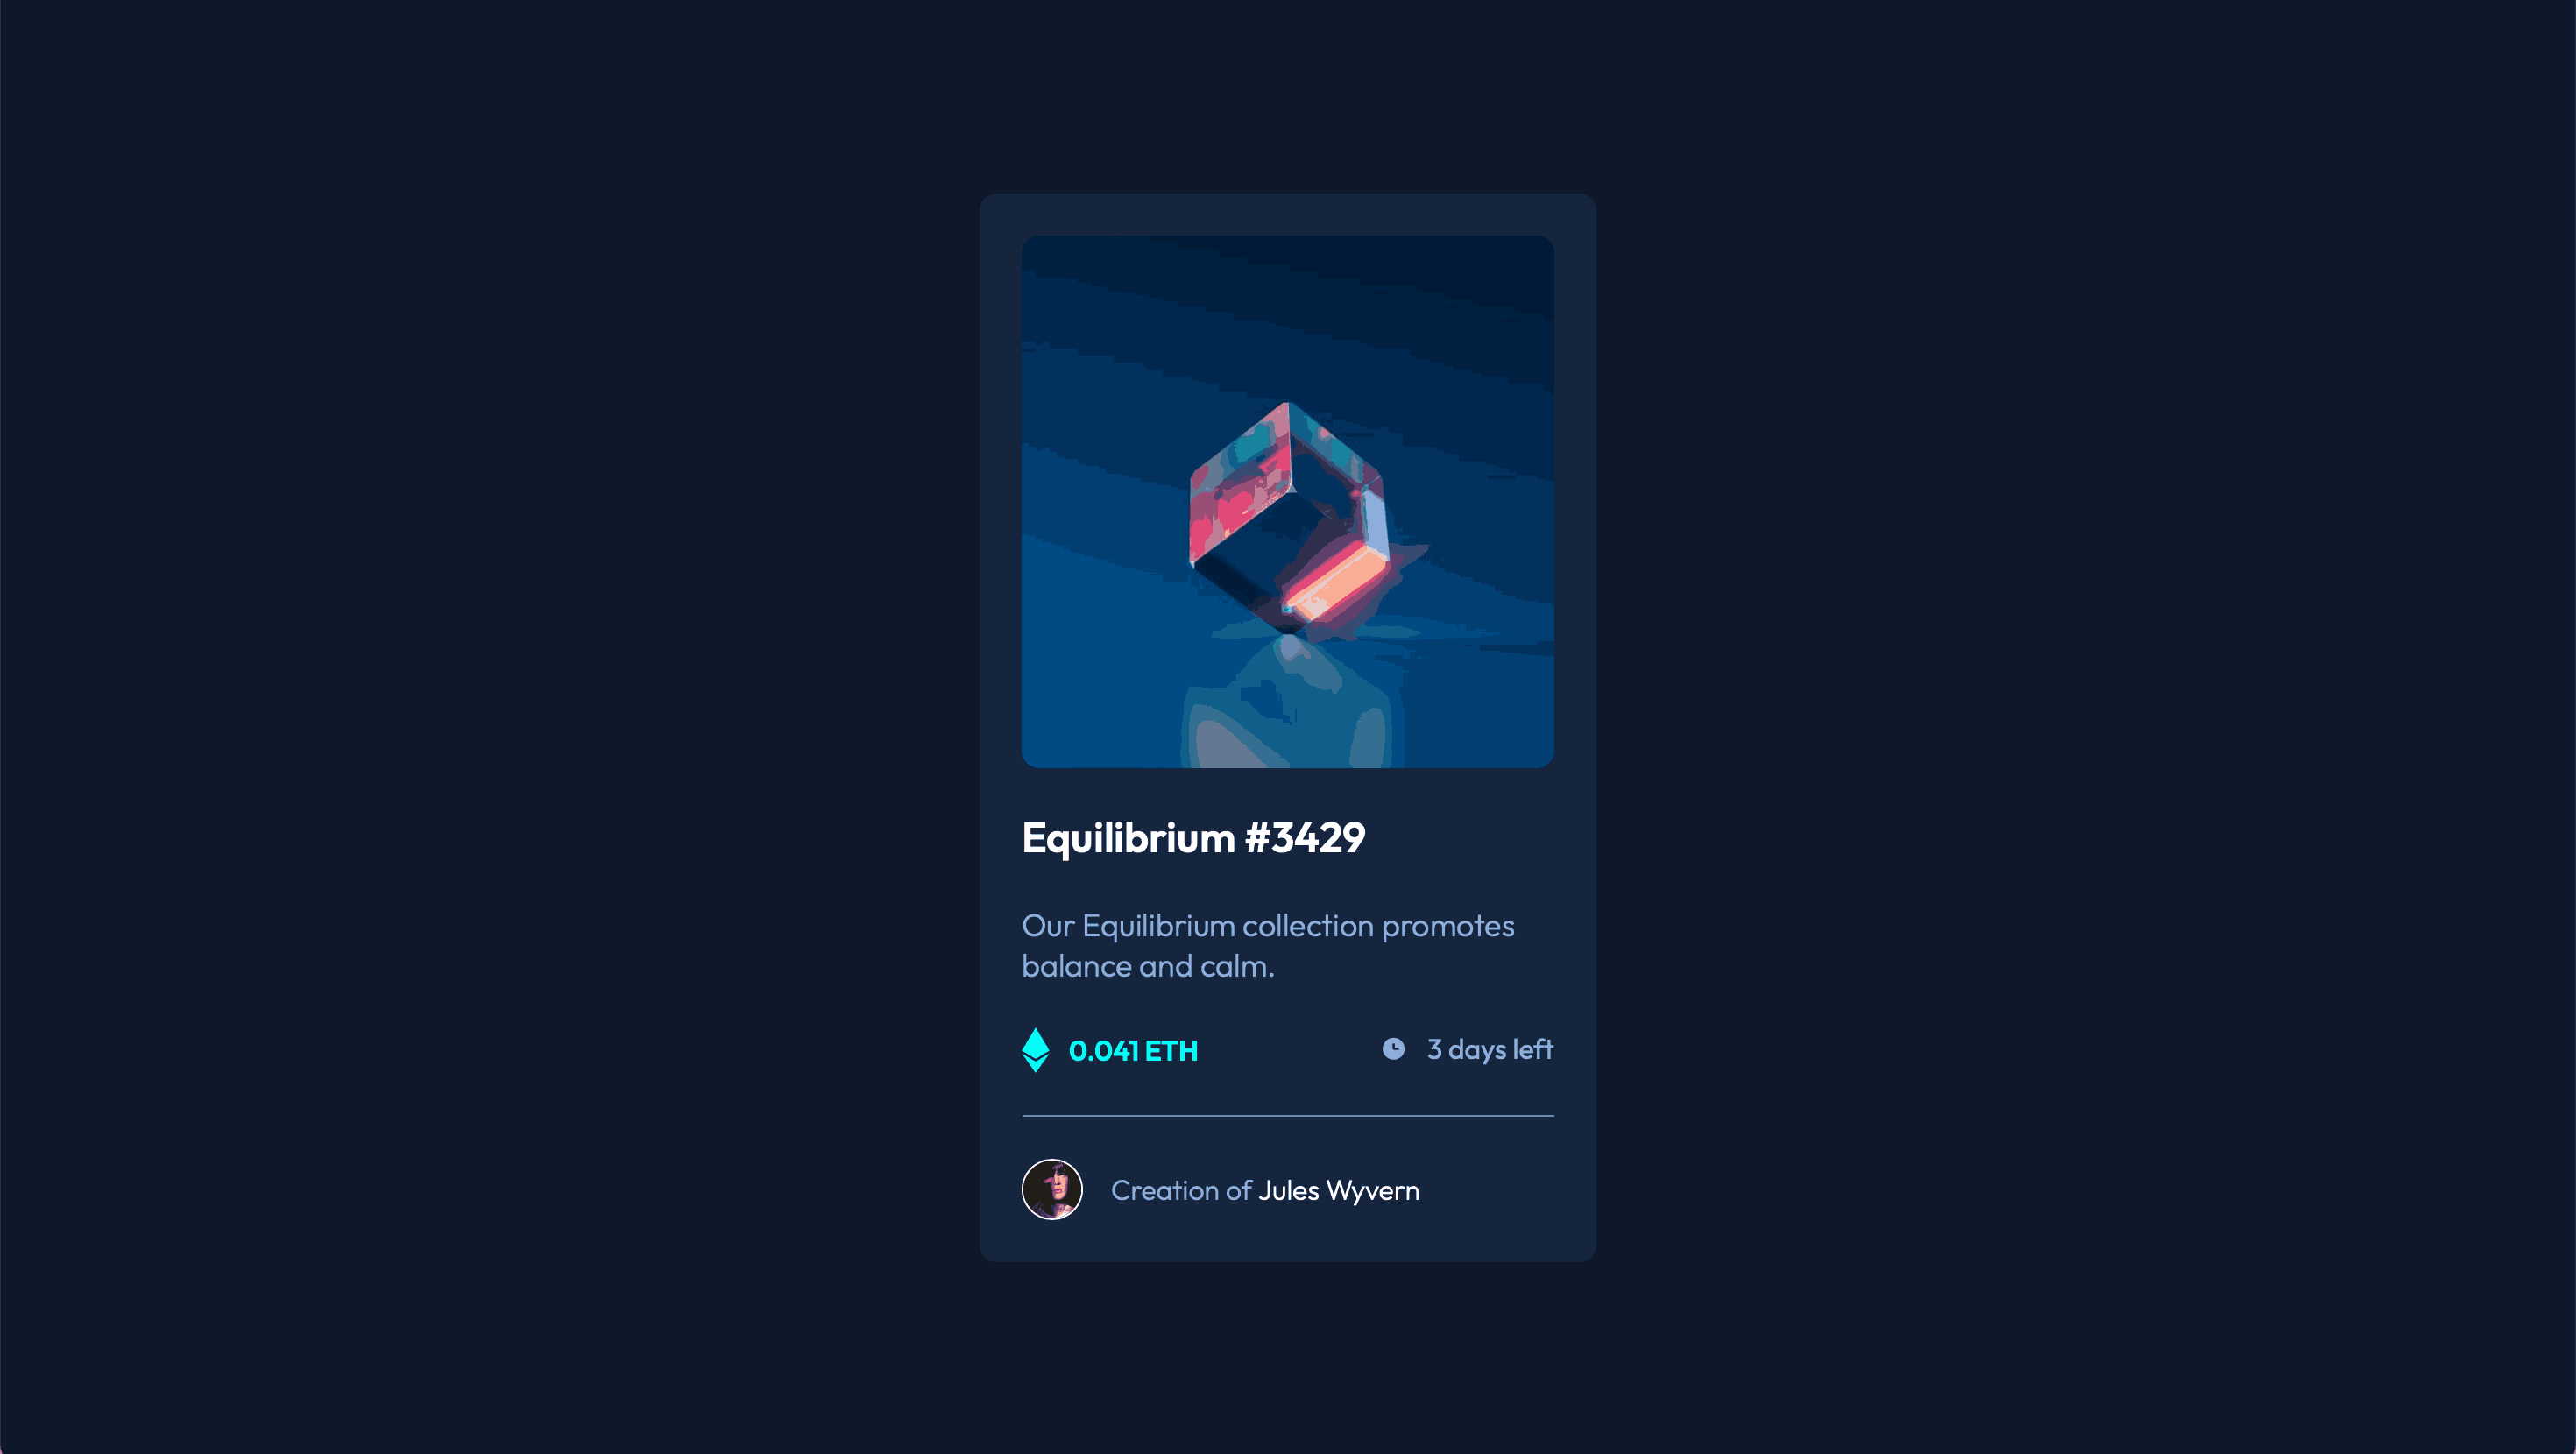 Equilibrium #3429
Our Equilibrium collection promotes
balance and calm.
0.041 ETH
3 days left
Creation of Jules Wyvern